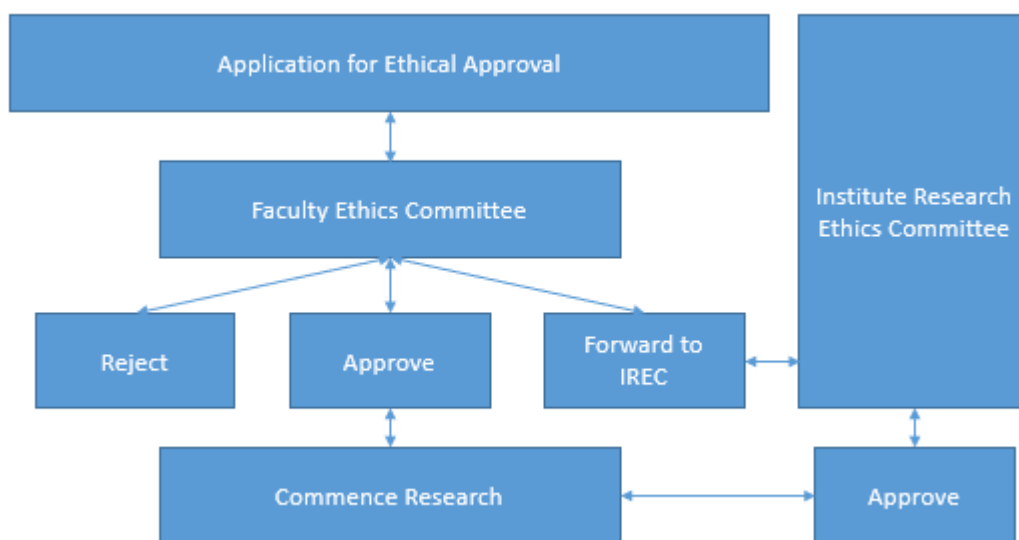 Application for Ethical Approval
Faculty Ethics Committee
Institute Research
Ethics Committee
Reject
Approve
Forward to
IREC
Commence Research
Approve